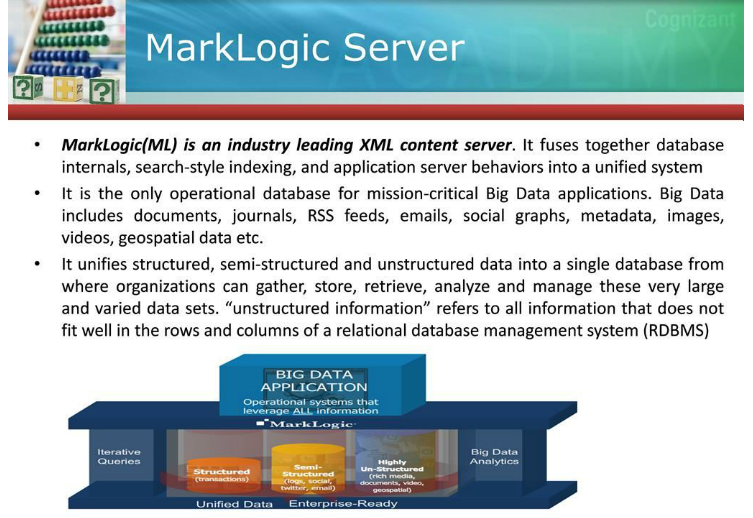 Cognizant
MarkLogic Server
ACADEMY
• MarkLogic(ML) is an industry leading XML content server. It fuses together database
internals, search-style indexing, and application server behaviors into a unified system
• It is the only operational database for mission-critical Big Data applications. Big Data
includes documents, journals, RSS feeds, emails, social graphs, metadata, images,
videos, geospatial data etc.
• It unifies structured, semi-structured and unstructured data into a single database from
where organizations can gather, store, retrieve, analyze and manage these very large
and varied data sets. “unstructured information” refers to all information that does not
fit well in the rows and columns of a relational database management system (RDBMS)
BIG DATA
APPLICATION
Operational systems that
leverage ALL information
MarkLogic
Iterative
Queries
Structured
(transactions)
Semi-
Structured
(logs, social,
twitter, email)
Highly
Un-Structured
(rich media,
documents, video,
geospatial)
Big Data
Analytics
Unified Data Enterprise-Ready